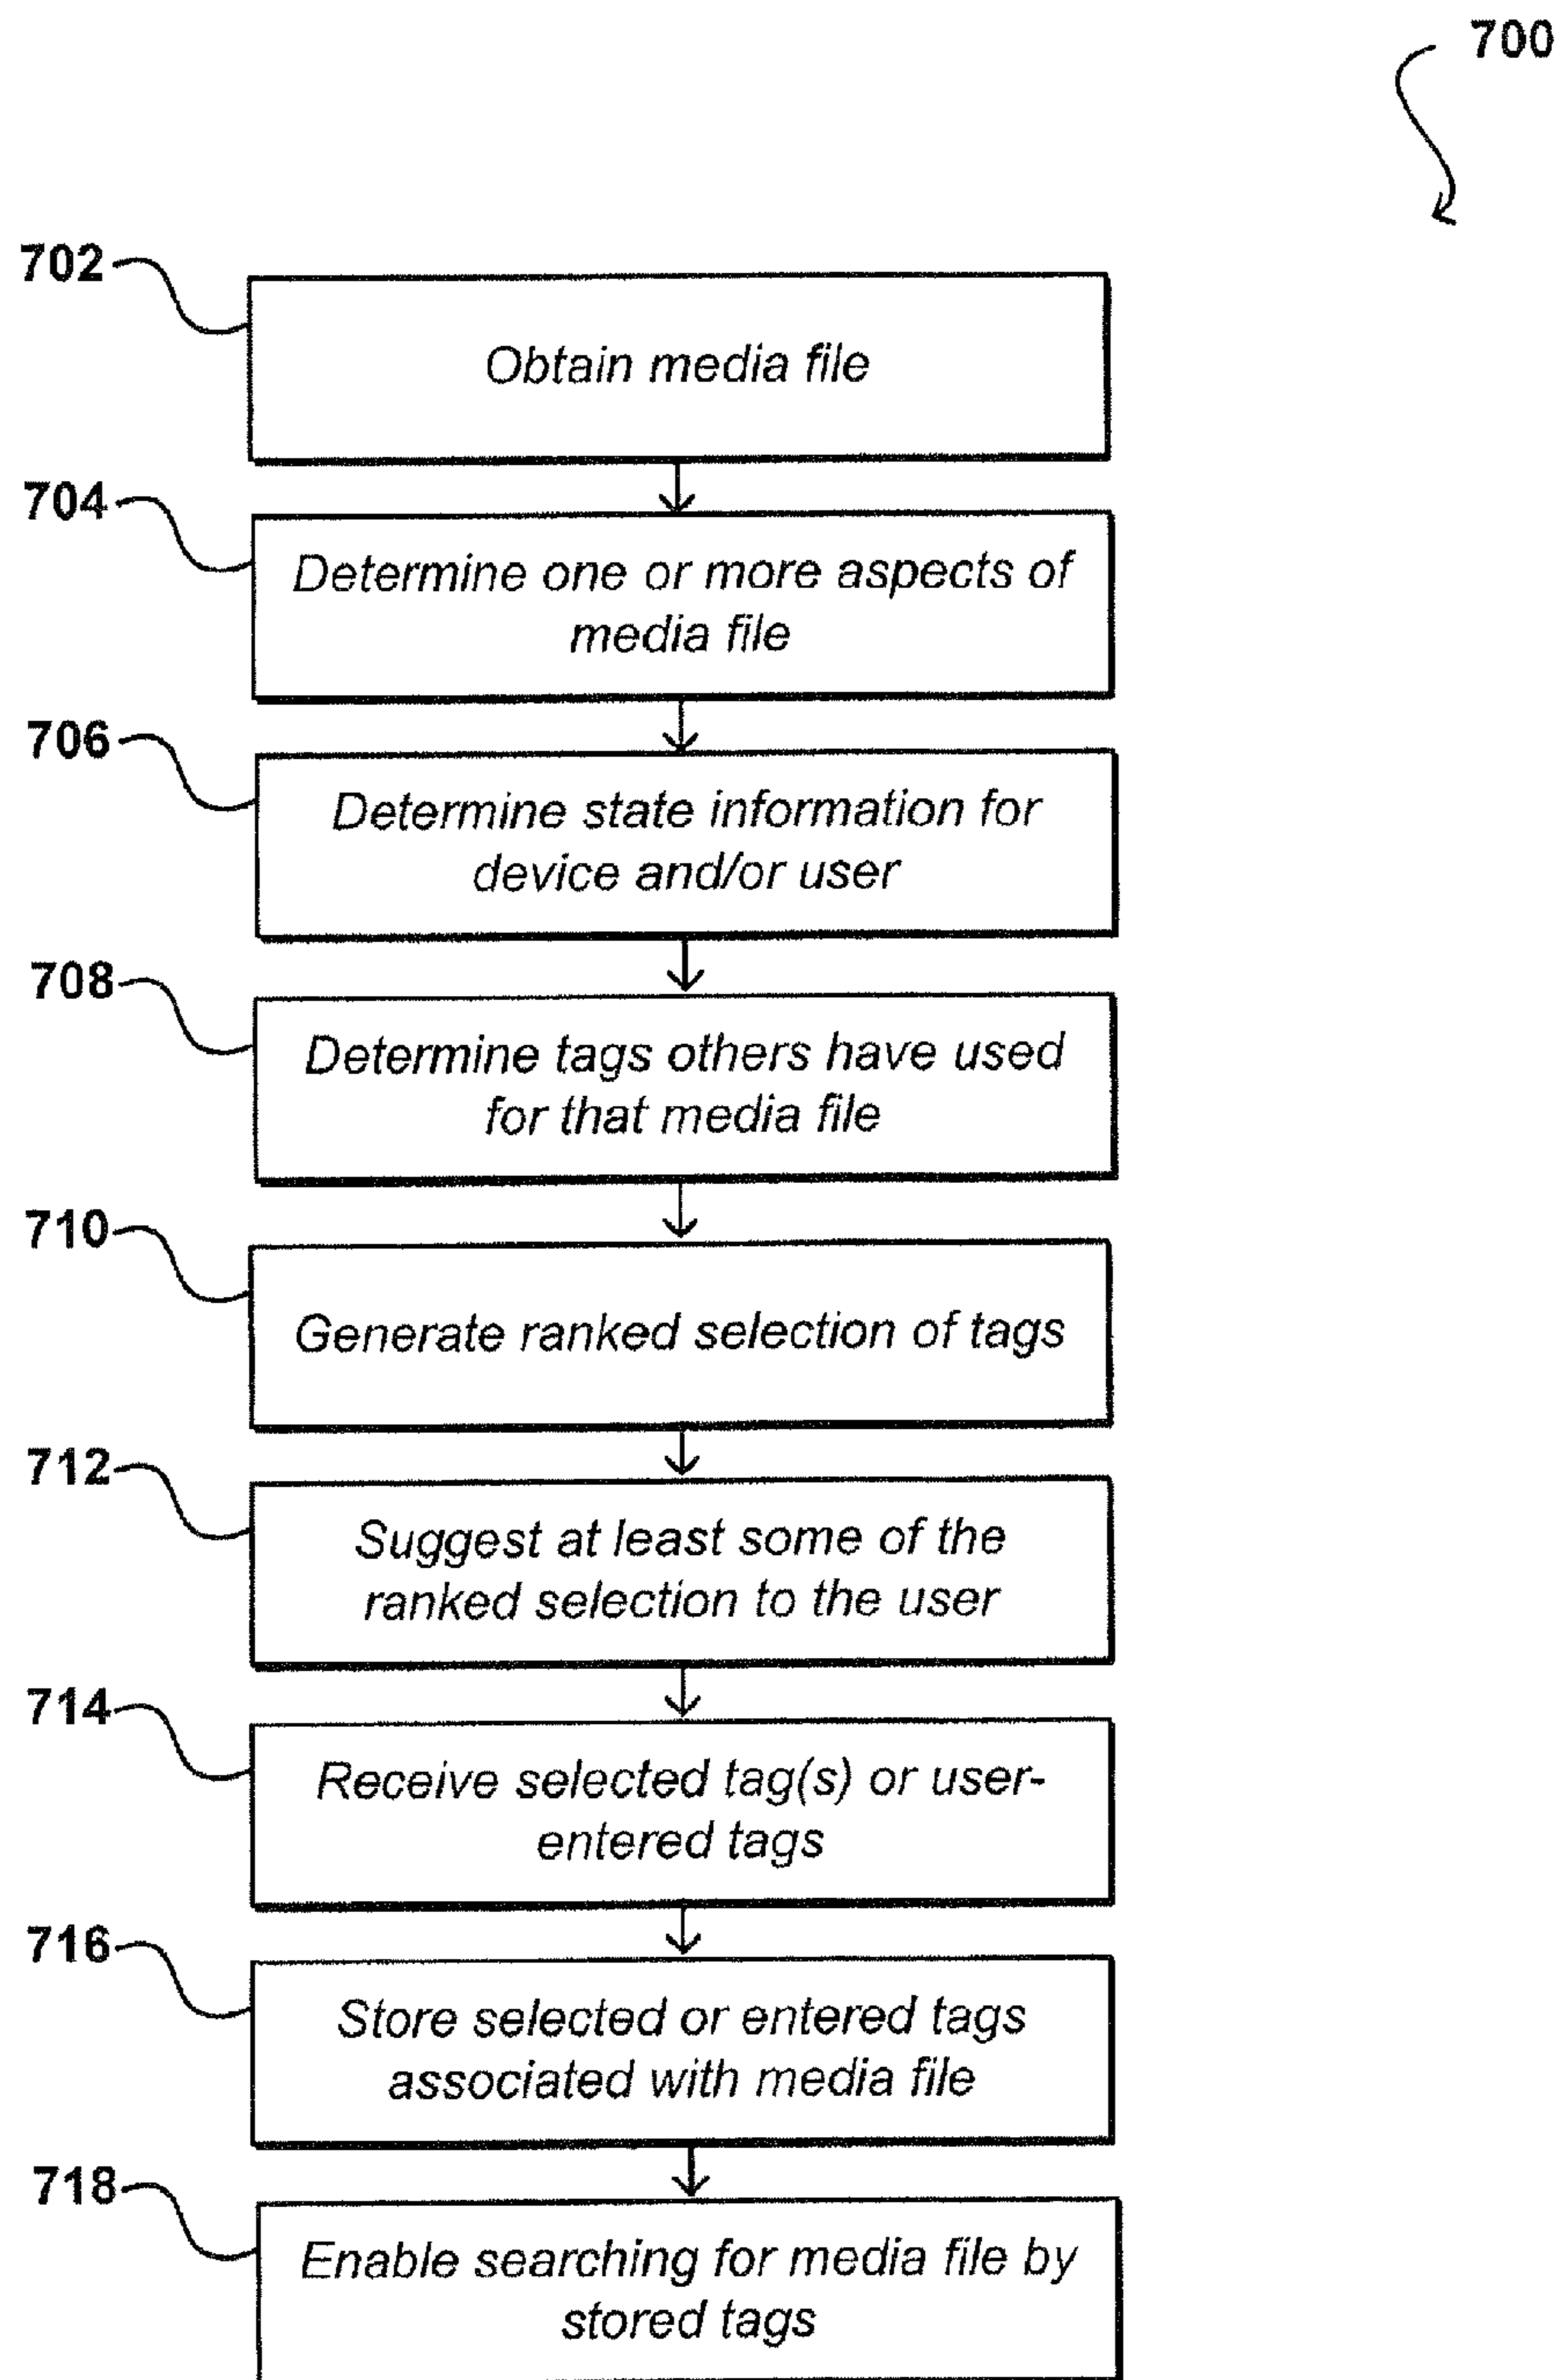 700
702
Obtain media file
704
Determine one or more aspects of
media file
706
Determine state information for
device and/or user
708
Determine tags others have used
for that media file
710
Generate ranked selection of tags
712
Suggest at least some of the
ranked selection to the user
714
Receive selected tag(s) or user-
entered tags
716
Store selected or entered tags
associated with media file
718
Enable searching for media file by
stored tags